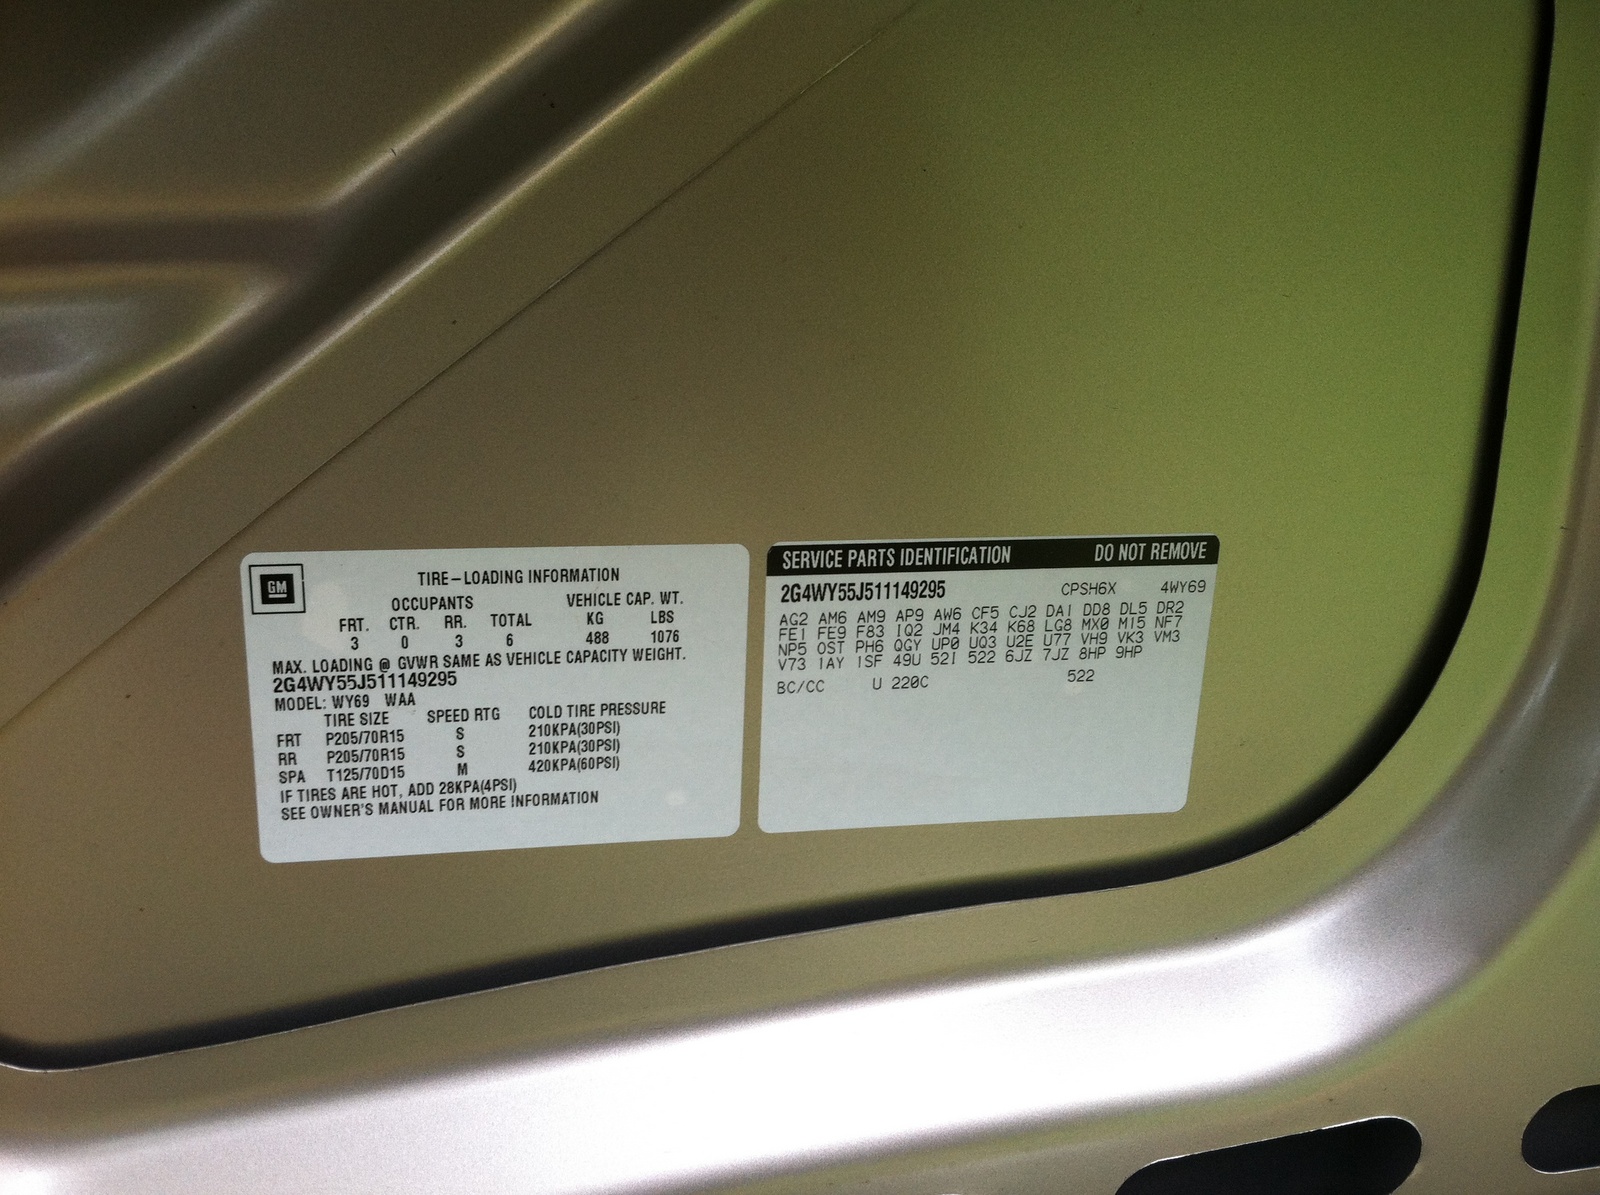 GM
TIRE-LOADING INFORMATION
OCCUPANTS VEHICLE CAP. WT.
FRT. CTR. RR. TOTAL KG LBS
3 0 3 6 488 1076
MAX. LOADING @ GVWR SAME AS VEHICLE CAPACITY WEIGHT.
2G4WY55J511149295
MODEL: WY69 WAA
TIRE SIZE SPEED RTG COLD TIRE PRESSURE
FRT P205/70R15 S 210KPA(30PSI)
RR P205/70R15 S 210KPA(30PSI)
SPA T125/70D15 M 420KPA(60PSI)
IF TIRES ARE HOT, ADD 28KPA(4PSI)
SEE OWNER'S MANUAL FOR MORE INFORMATION
SERVICE PARTS IDENTIFICATION DO NOT REMOVE
2G4WY55J511149295 CPSH6X 4WY69
AG2 AM6 AM9 AP9 AW6 CF5 CJ2 DA1 DD8 DL5 DR2
FE1 FE9 F83 IQ2 JM4 K34 K68 LG8 MX0 M15 NF7
NP5 OST PH6 QGY UP0 UQ3 U2E U77 VH9 VK3 VM3
V73 1AY 1SF 49U 52I 522 6JZ 7JZ 8HP 9HP
BC/CC U 220C 522